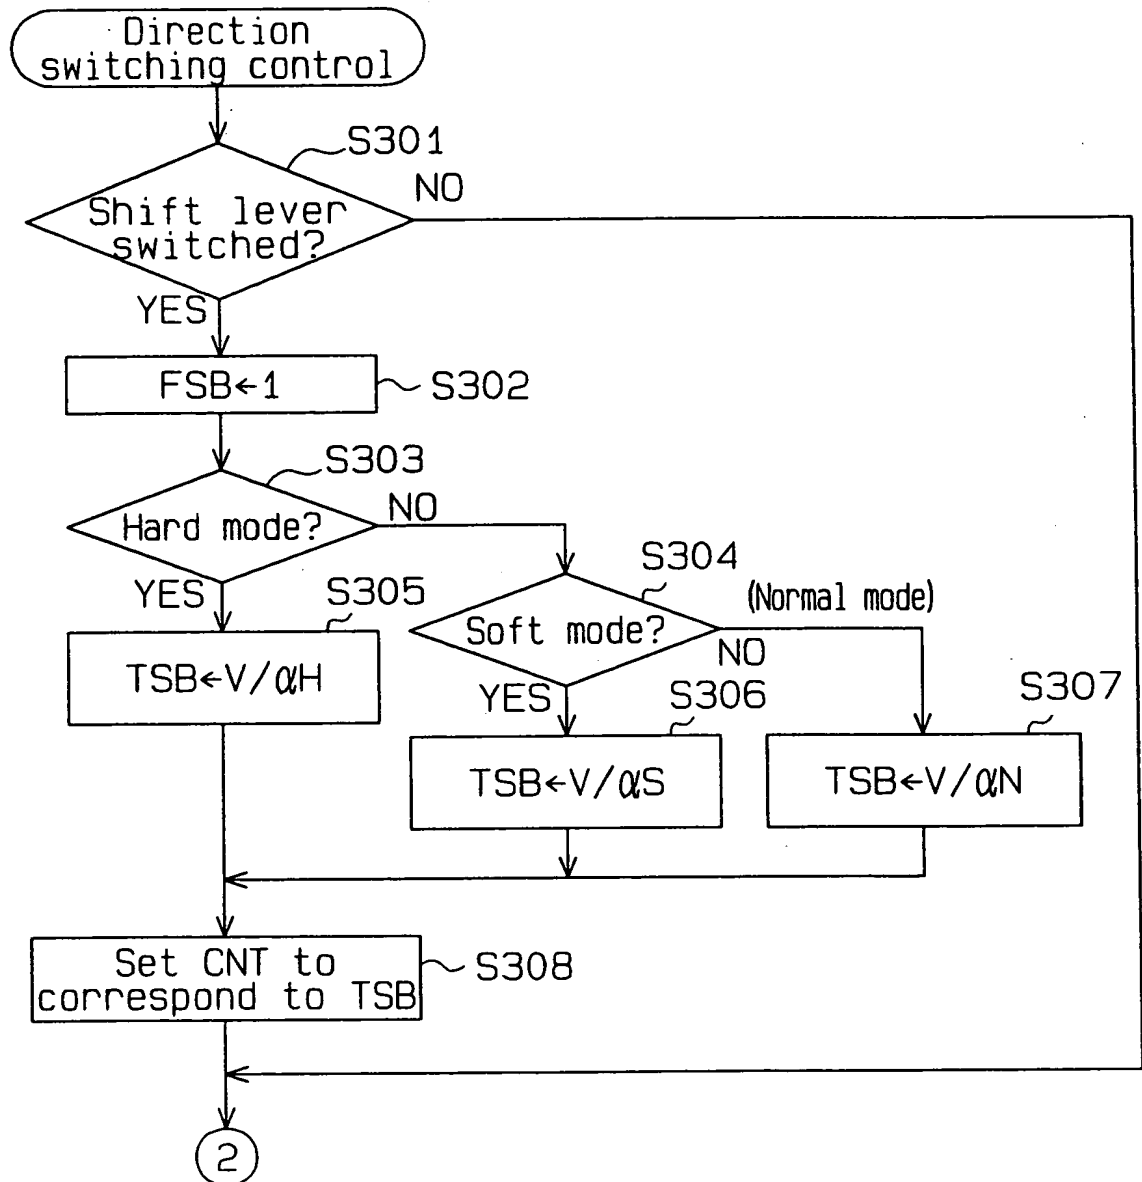 Direction
switching control
S301
NO
Shift lever
switched?
YES
FSB←1
S302
S303
NO
Hard mode?
YES
S304
(Normal mode)
Soft mode?
NO
YES
S305
TSB←V/αH
S306
TSB←V/αS
S307
TSB←V/αN
Set CNT to
correspond to TSB
S308
2